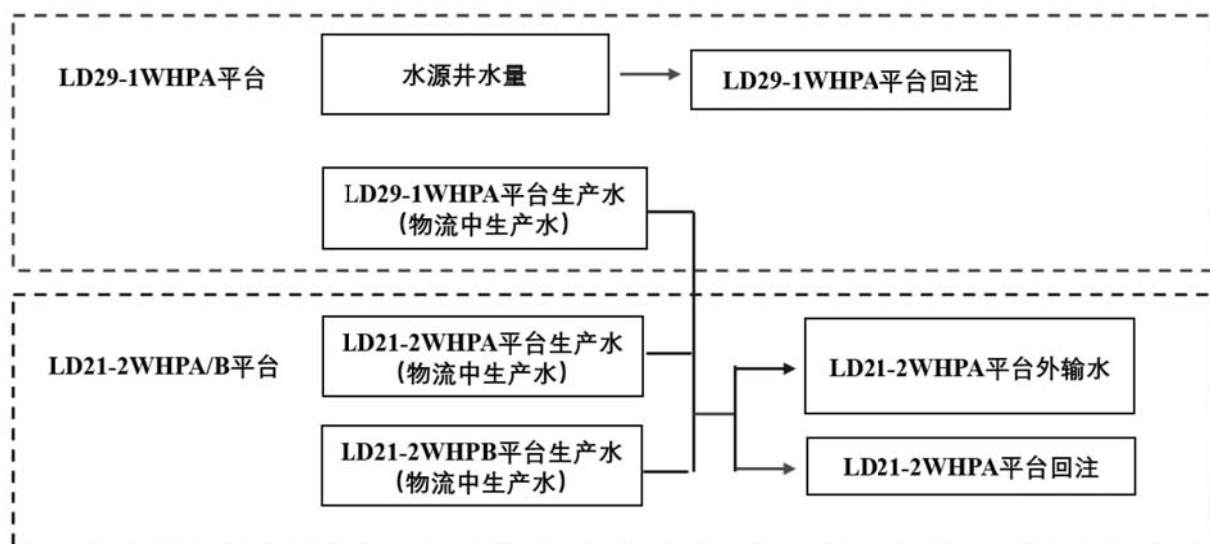 LD29-1WHPA平台
水源井水量
LD29-1WHPA平台回注
LD29-1WHPA平台生产水
(物流中生产水)
LD21-2WHPA/B平台
LD21-2WHPA平台生产水
(物流中生产水)
LD21-2WHPA平台外输水
LD21-2WHPB平台生产水
(物流中生产水)
LD21-2WHPA平台回注